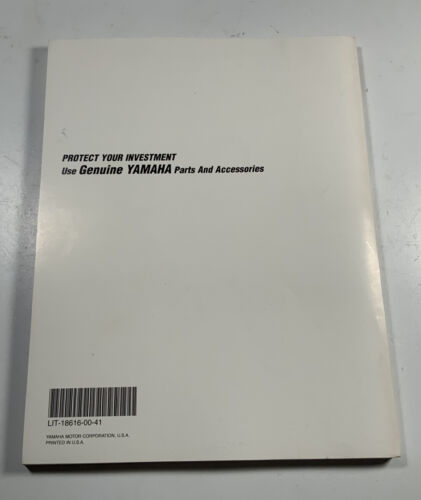 PROTECT YOUR INVESTMENT
Use Genuine YAMAHA Parts And Accessories
LIT-18616-00-41
YAMAHA MOTOR CORPORATION, U.S.A.
PRINTED IN U.S.A.